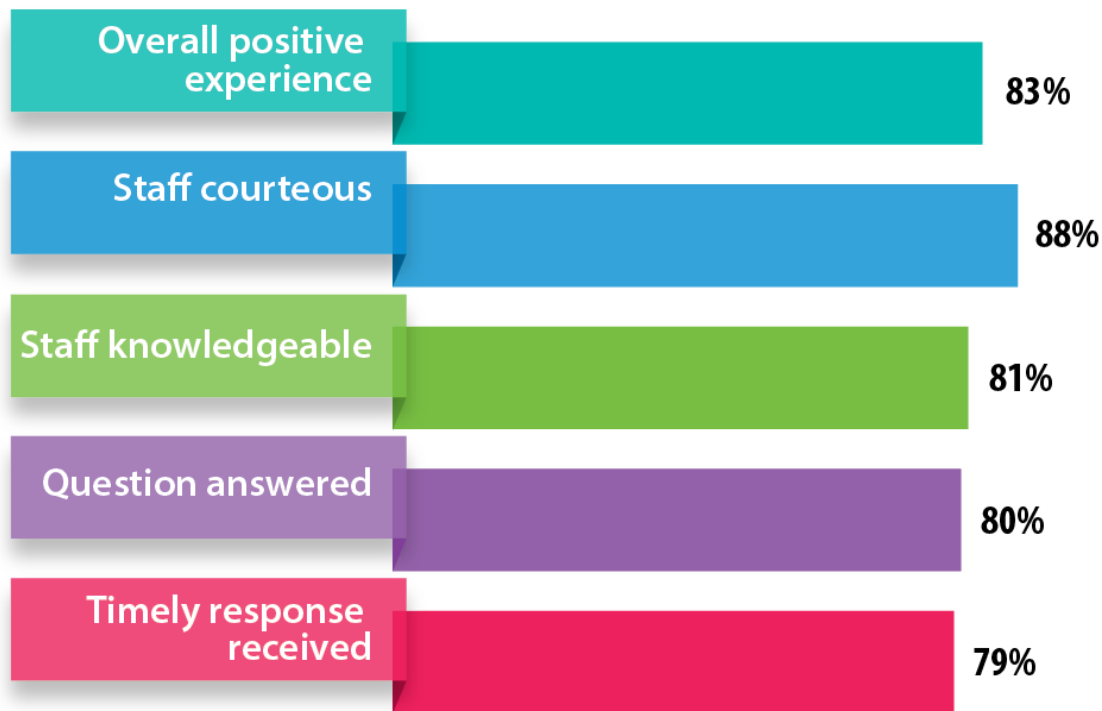 Overall positive
experience
83%
Staff courteous
88%
Staff knowledgeable
81%
Question answered
80%
Timely response
received
79%